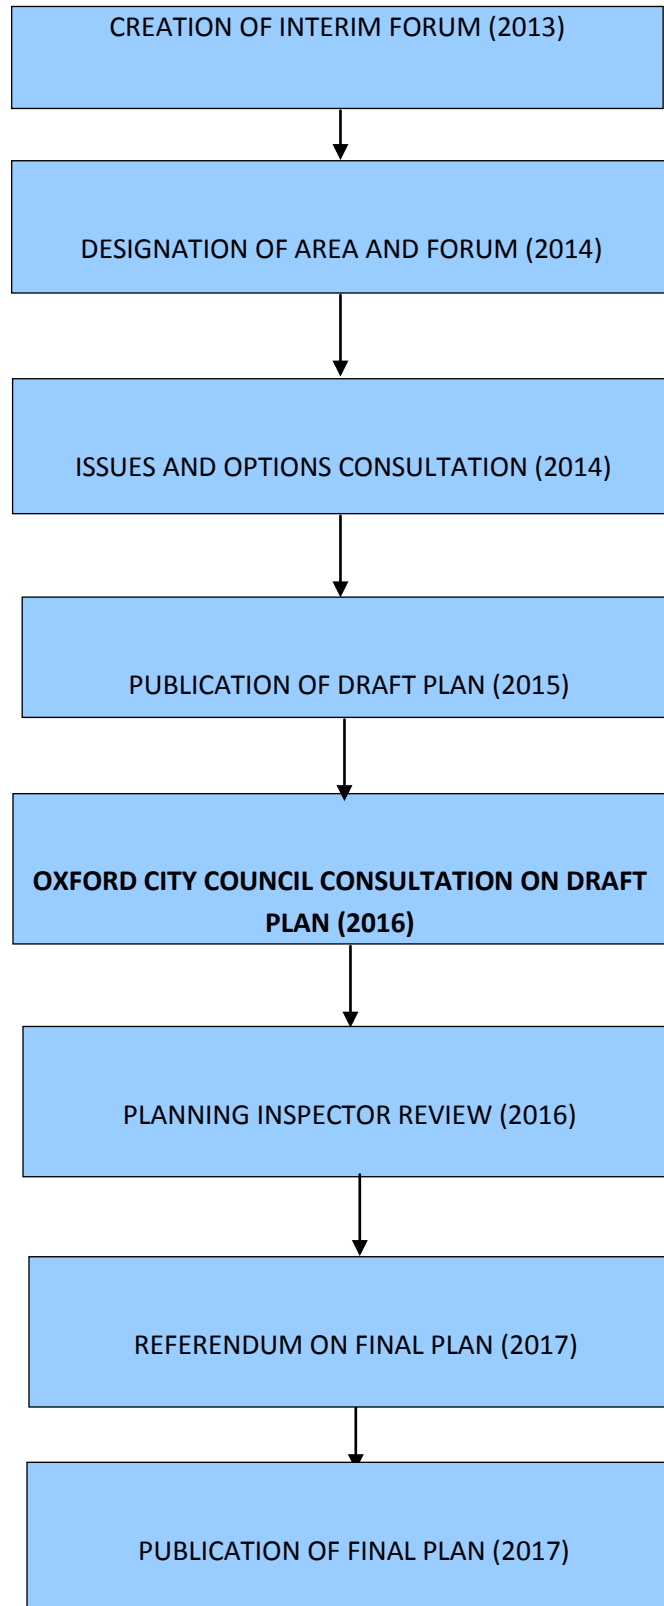 CREATION OF INTERIM FORUM (2013)
DESIGNATION OF AREA AND FORUM (2014)
ISSUES AND OPTIONS CONSULTATION (2014)
PUBLICATION OF DRAFT PLAN (2015)
OXFORD CITY COUNCIL CONSULTATION ON DRAFT
PLAN (2016)
PLANNING INSPECTOR REVIEW (2016)
REFERENDUM ON FINAL PLAN (2017)
PUBLICATION OF FINAL PLAN (2017)